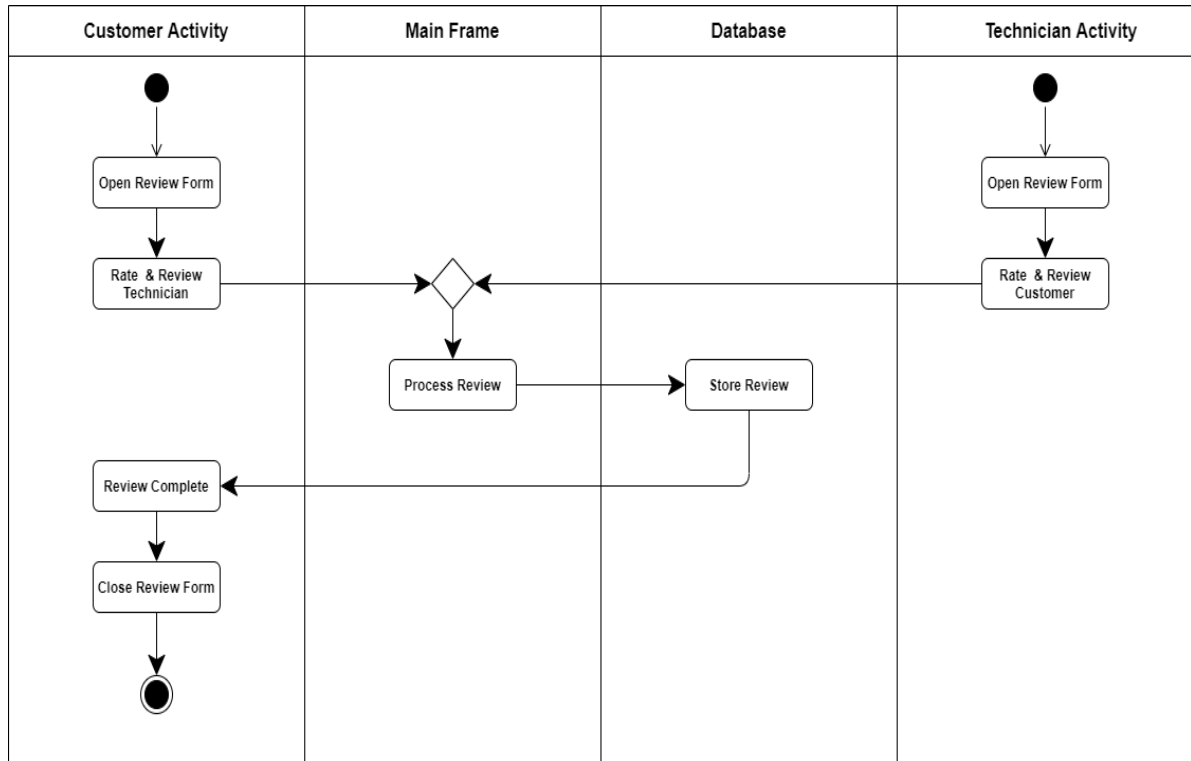 Customer Activity
Main Frame
Database
Technician Activity
Open Review Form
Open Review Form
Rate & Review
Technician
Rate & Review
Customer
Process Review
Store Review
Review Complete
Close Review Form